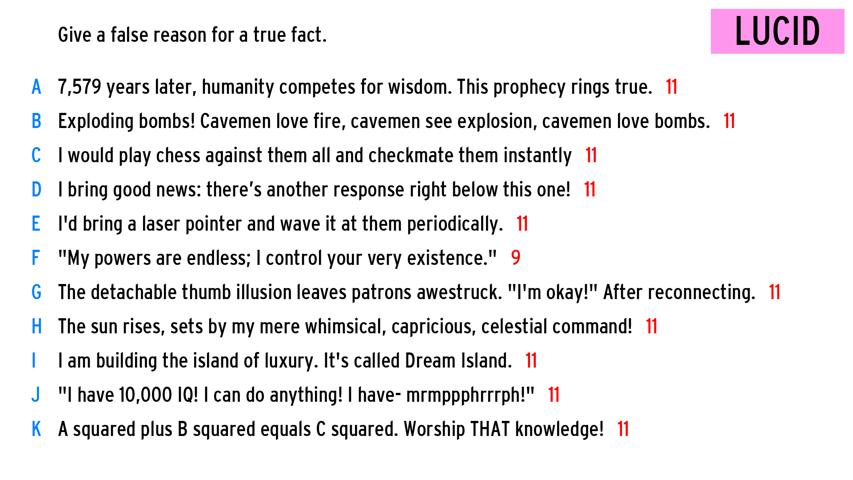 Give a false reason for a true fact.
LUCID
A 7,579 years later, humanity competes for wisdom. This prophecy rings true. 11
B Exploding bombs! Cavemen love fire, cavemen see explosion, cavemen love bombs. 11
C I would play chess against them all and checkmate them instantly 11
D I bring good news: there's another response right below this one! 11
E I'd bring a laser pointer and wave it at them periodically. 11
F "My powers are endless; I control your very existence." 9
G The detachable thumb illusion leaves patrons awestruck. "I'm okay!" After reconnecting. 11
H The sun rises, sets by my mere whimsical, capricious, celestial command! 11
I I am building the island of luxury. It's called Dream Island. 11
J "I have 10,000 IQ! I can do anything! I have- mrmppphrrrph!" 11
K A squared plus B squared equals C squared. Worship THAT knowledge! 11